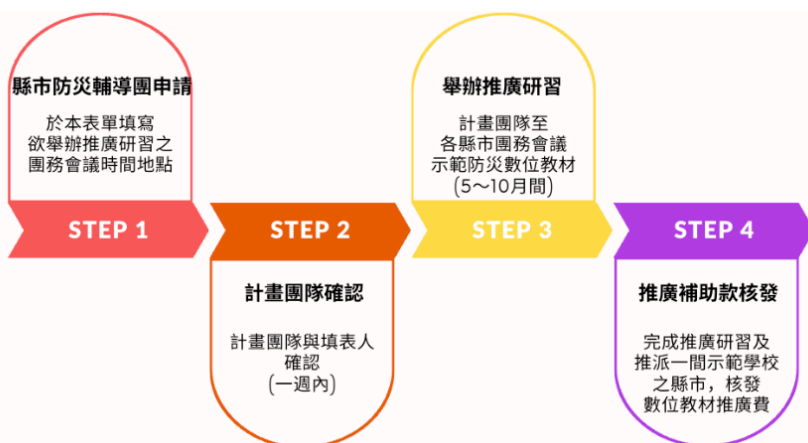 縣市防災輔導團申請
於本表單填寫
欲舉辦推廣研習之
團務會議時間地點
STEP 1
STEP 2
計畫團隊確認
計畫團隊與填表人
確認
(一週內)
舉辦推廣研習
計畫團隊至
各縣市團務會議
示範防災數位教材
(5～10月間)
STEP 3
STEP 4
推廣補助款核發
完成推廣研習及
推派一間示範學校
之縣市，核發
數位教材推廣費